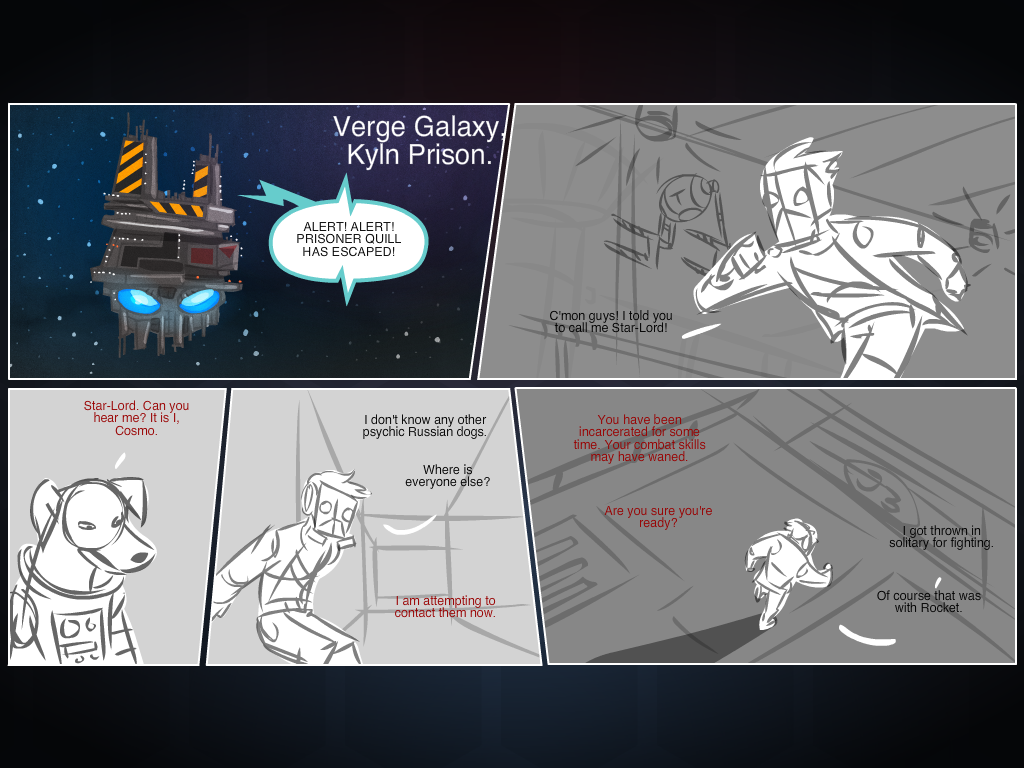 Verge Galaxy,
Kyln Prison.
ALERT! ALERT!
PRISONER QUILL
HAS ESCAPED!
C'mon guys! I told you
to call me Star-Lord!
Star-Lord. Can you
hear me? It is I,
Cosmo.
I don't know any other
psychic Russian dogs.
Where is
everyone else?
I am attempting to
contact them now.
You have been
incarcerated for some
time. Your combat skills
may have waned.
Are you sure you're
ready?
I got thrown in
solitary for fighting.
Of course that was
with Rocket.